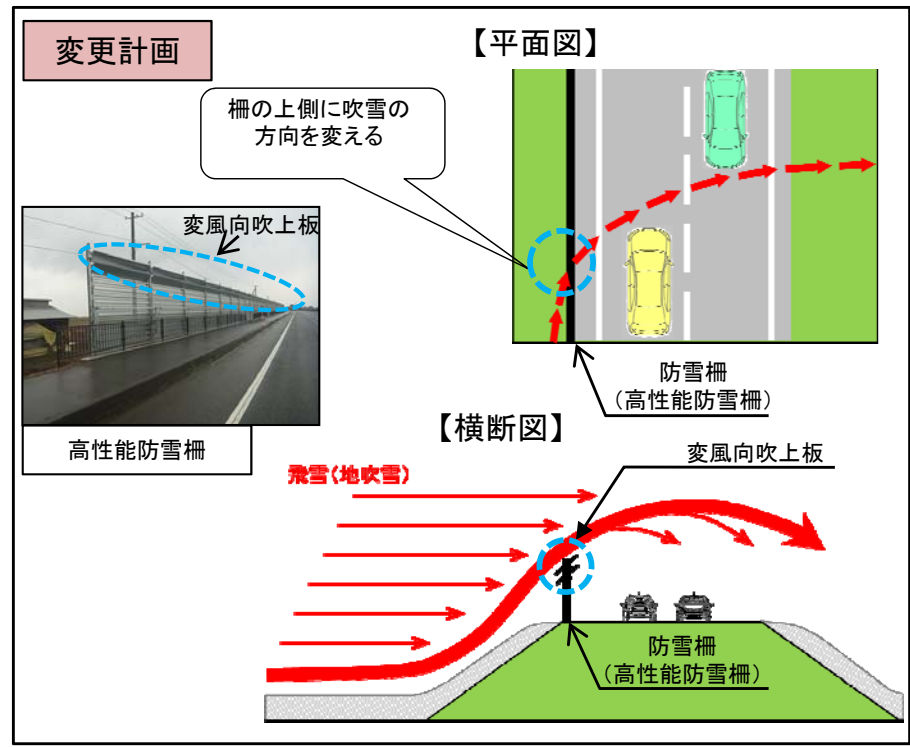 変更計画
【平面図】
柵の上側に吹雪の
方向を変える
変風向吹上板
防雪柵
(高性能防雪柵)
高性能防雪柵
【横断図】
変風向吹上板
飛雪(地吹雪)
防雪柵
(高性能防雪柵)